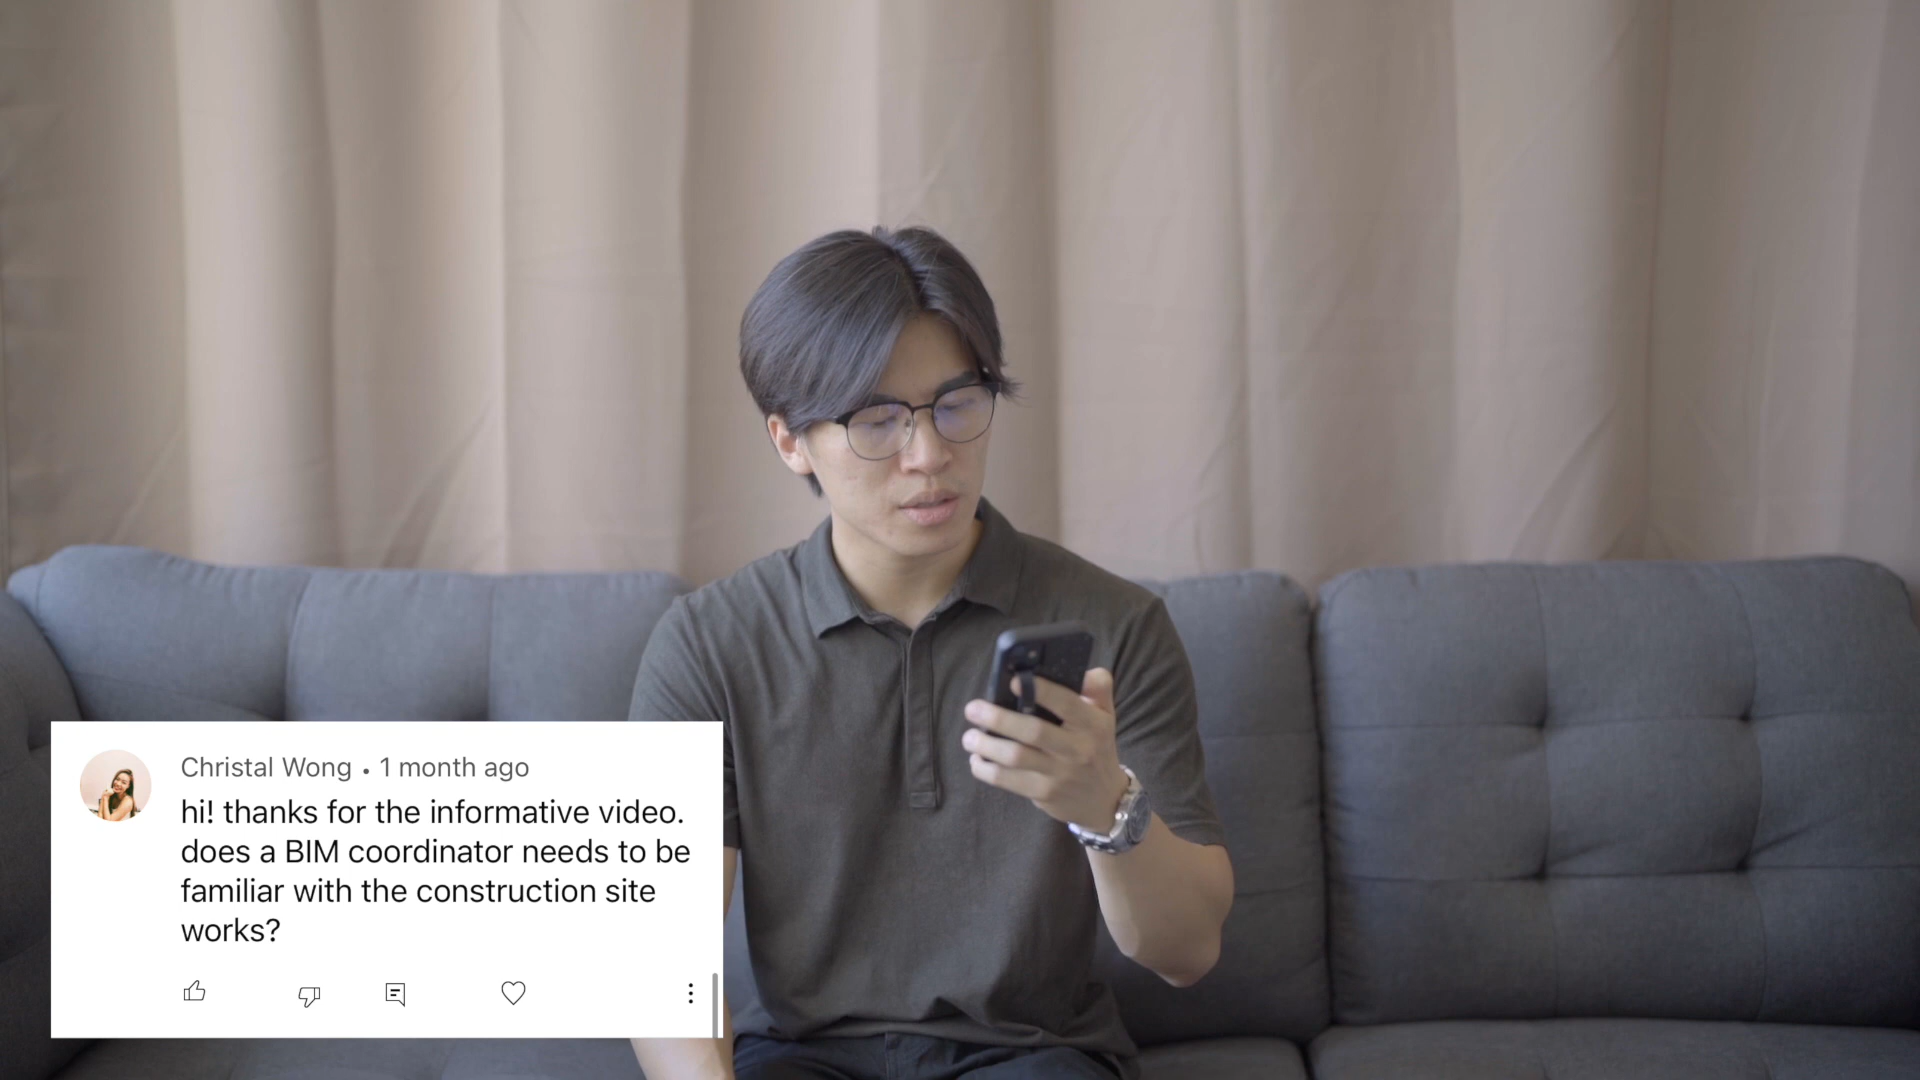 Christal Wong • 1 month ago
hi! thanks for the informative video.
does a BIM coordinator needs to be
familiar with the construction site
works?